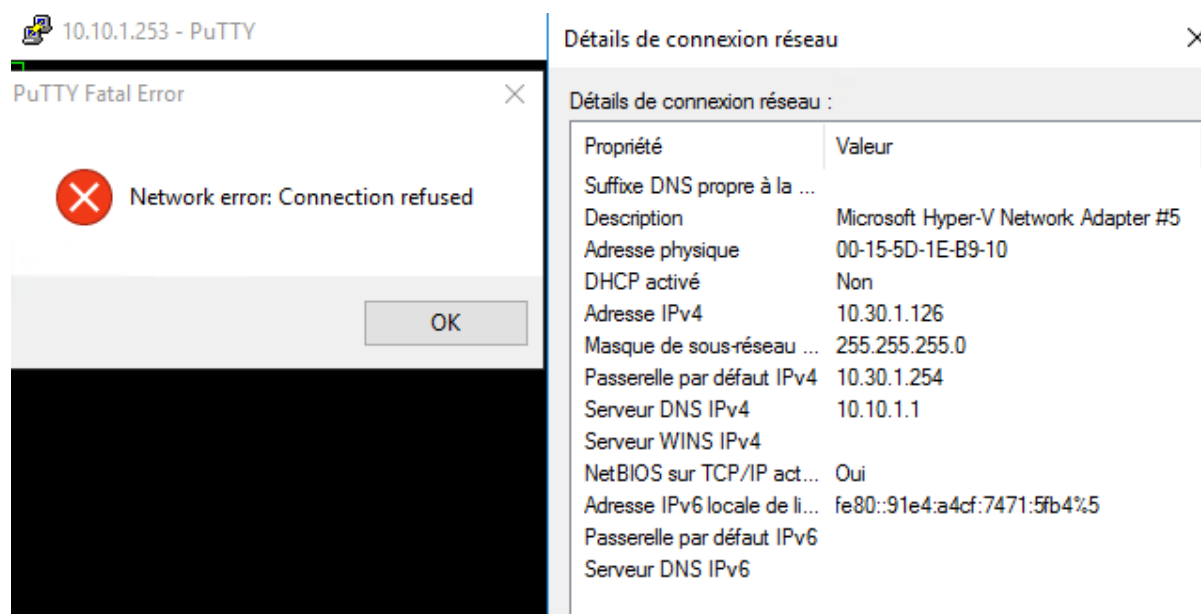 10.10.1.253 - PuTTY
PuTTY Fatal Error
Network error: Connection refused
OK
Détails de connexion réseau
Détails de connexion réseau :
Propriété Valeur
Suffixe DNS propre à la ...
Description Microsoft Hyper-V Network Adapter #5
Adresse physique 00-15-5D-1E-B9-10
DHCP activé Non
Adresse IPv4 10.30.1.126
Masque de sous-réseau ... 255.255.255.0
Passerelle par défaut IPv4 10.30.1.254
Serveur DNS IPv4 10.10.1.1
Serveur WINS IPv4
NetBIOS sur TCP/IP act... Oui
Adresse IPv6 locale de li... fe80::91e4:a4cf:7471:5fb4%5
Passerelle par défaut IPv6
Serveur DNS IPv6